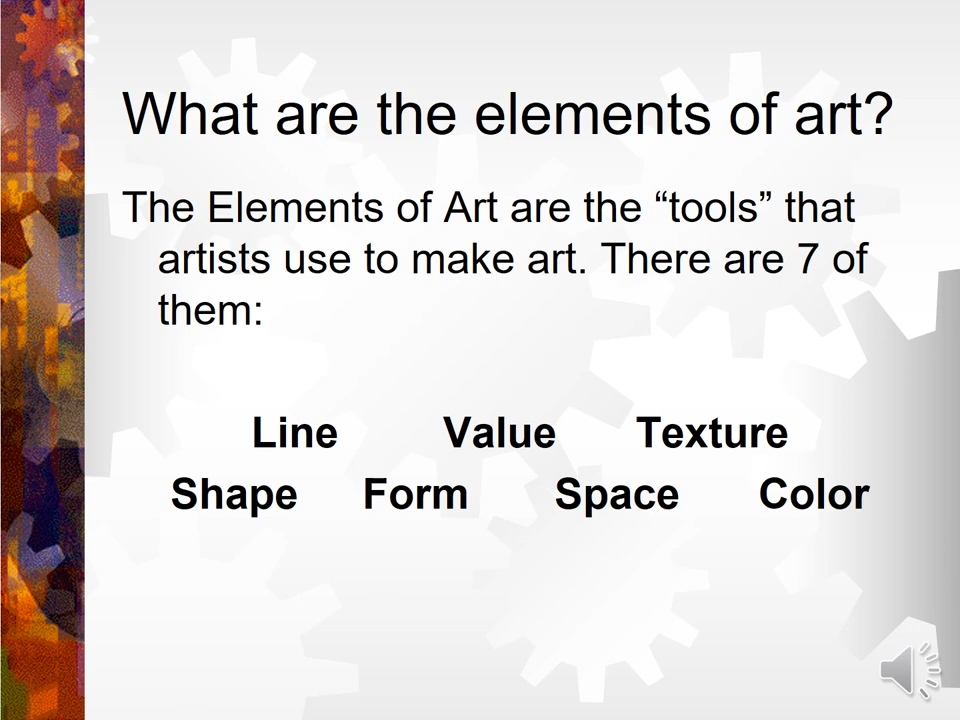 What are the elements of art?
The Elements of Art are the “tools” that
artists use to make art. There are 7 of
them:
Line Value Texture
Shape Form Space Color